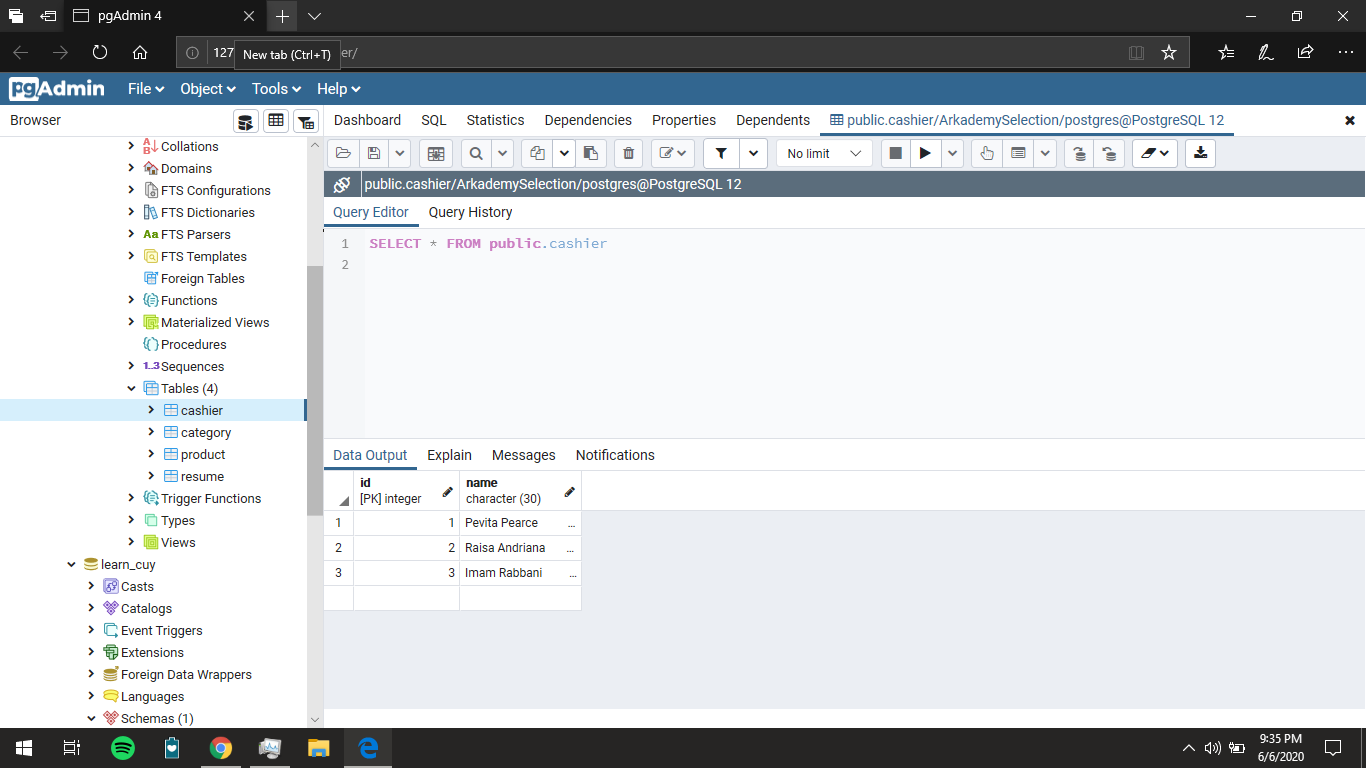 pgAdmin 4
127 er/
New tab (Ctrl+T)
pgAdmin File Object Tools Help
Browser
Dashboard SQL Statistics Dependencies Properties Dependents public.cashier/ArkademySelection/postgres@PostgreSQL 12
No limit
public.cashier/ArkademySelection/postgres@PostgreSQL 12
Query Editor Query History
1 SELECT * FROM public.cashier
2
Collations
Domains
FTS Configurations
FTS Dictionaries
Aa FTS Parsers
FTS Templates
Foreign Tables
Functions
Materialized Views
Procedures
1..3 Sequences
Tables (4)
cashier
category
product
resume
Trigger Functions
Types
Views
learn_cuy
Casts
Catalogs
Event Triggers
Extensions
Foreign Data Wrappers
Languages
Schemas (1)
Data Output Explain Messages Notifications
id name
[PK] integer character (30)
1 1 Pevita Pearce ...
2 2 Raisa Andriana ...
3 3 Imam Rabbani ...
9:35 PM
6/6/2020